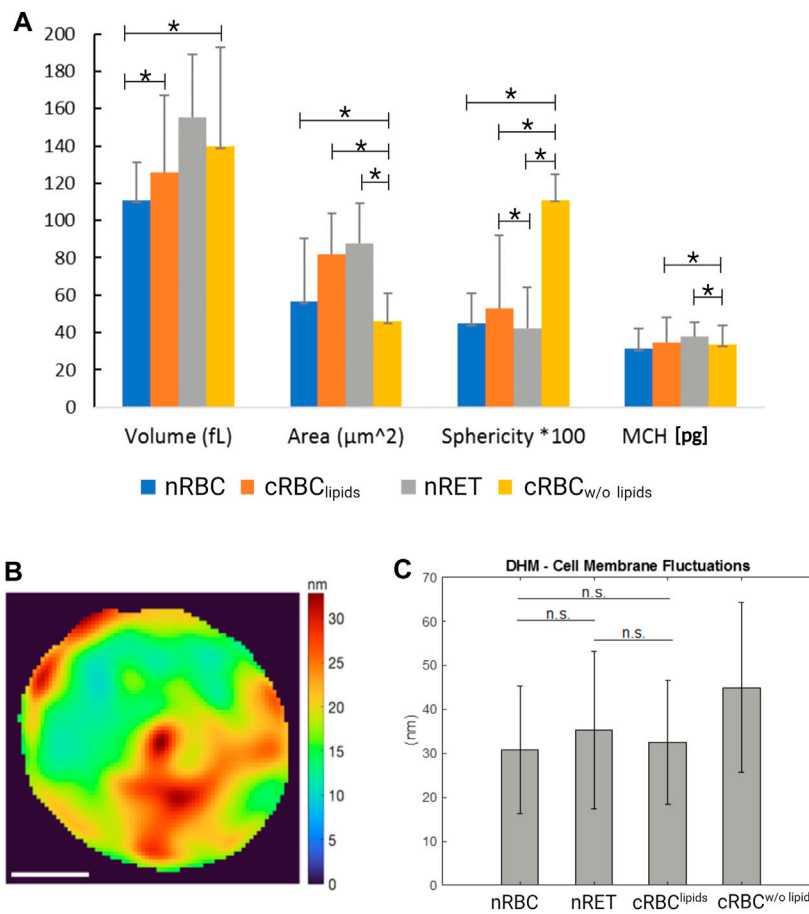 A
200
180
160
140
120
100
80
60
40
20
0
* * * * * * * * * * *
Volume (fL) Area (µm^2) Sphericity *100 MCH [pg]
nRBC cRBClipids nRET cRBCw/o lipids
B
nm
30
25
20
15
10
5
0
C
DHM - Cell Membrane Fluctuations
70
60
50
40
30
20
10
0
(nm)
n.s.
n.s.
n.s.
nRBC nRET cRBClipids cRBCw/o lipid